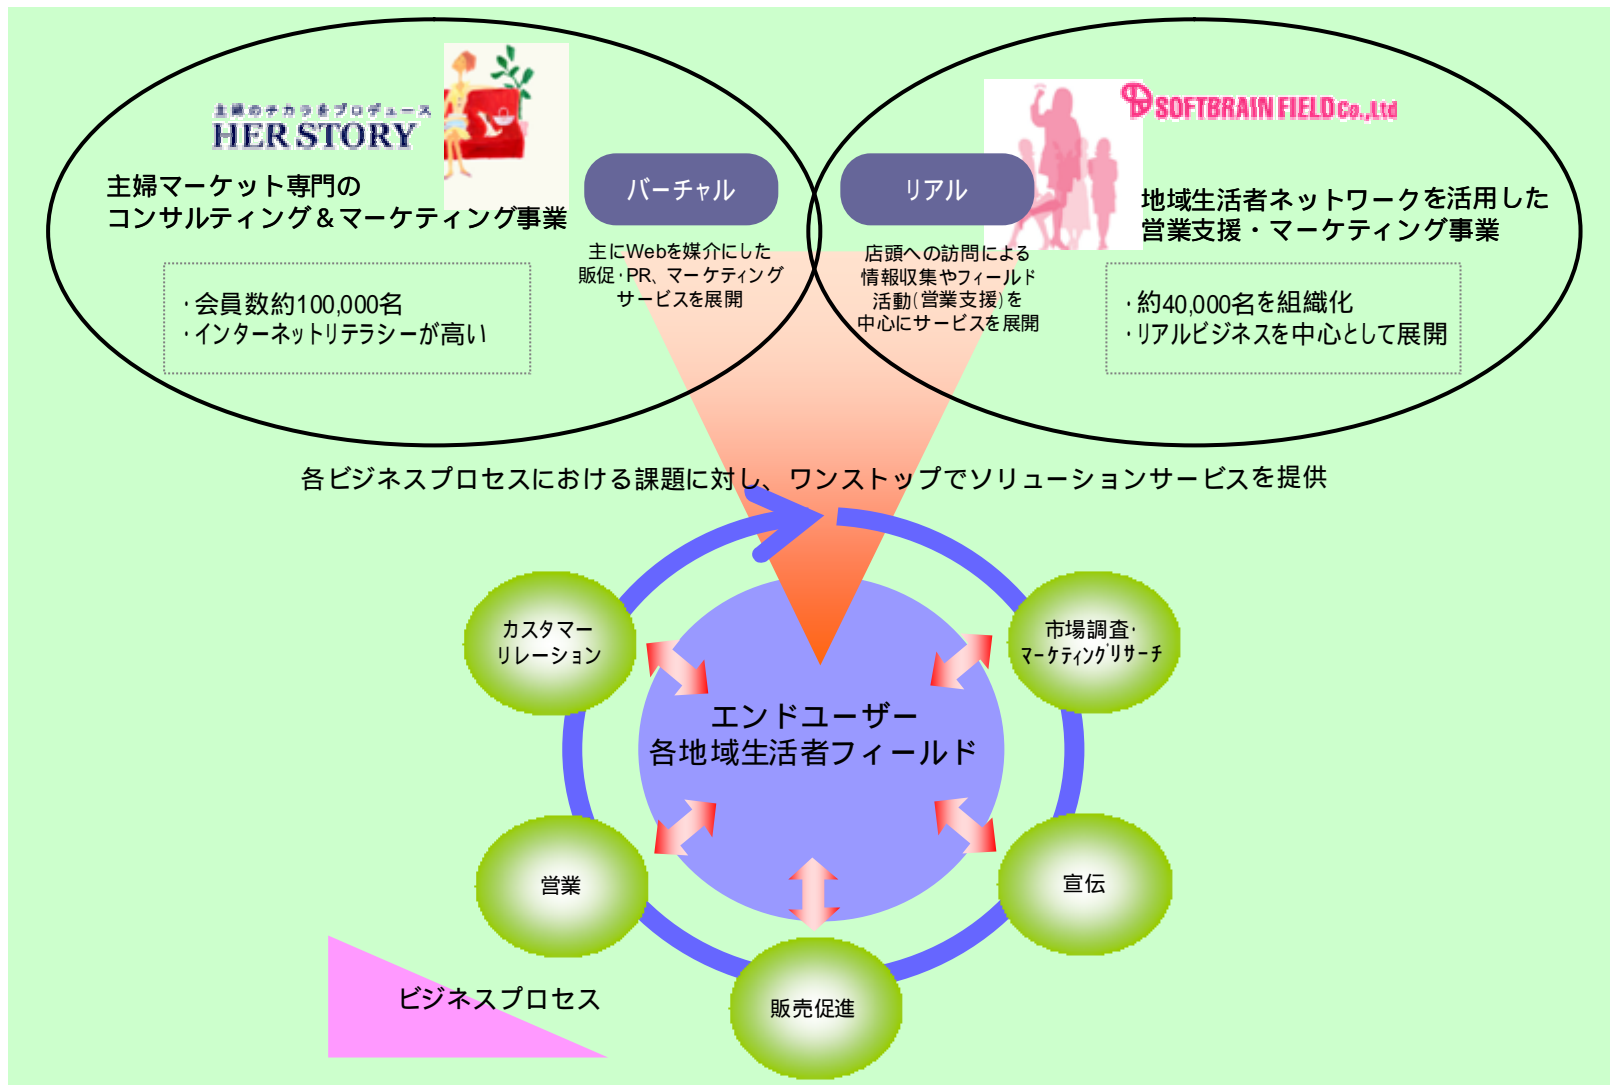 主婦のチカラをプロデュース
HER STORY
主婦マーケット専門の
コンサルティング＆マーケティング事業
・会員数約100,000名
・インターネットリテラシーが高い
バーチャル
主にWebを媒介にした
販促・PR、マーケティング
サービスを展開
リアル
店頭への訪問による
情報収集やフィールド
活動(営業支援)を
中心にサービスを展開
SOFTBRAIN FIELD Co.,Ltd
地域生活者ネットワークを活用した
営業支援・マーケティング事業
・約40,000名を組織化
・リアルビジネスを中心として展開
各ビジネスプロセスにおける課題に対し、ワンストップでソリューションサービスを提供
カスタマー
リレーション
市場調査・
マーケティングリサーチ
エンドユーザー
各地域生活者フィールド
営業
宣伝
販売促進
ビジネスプロセス